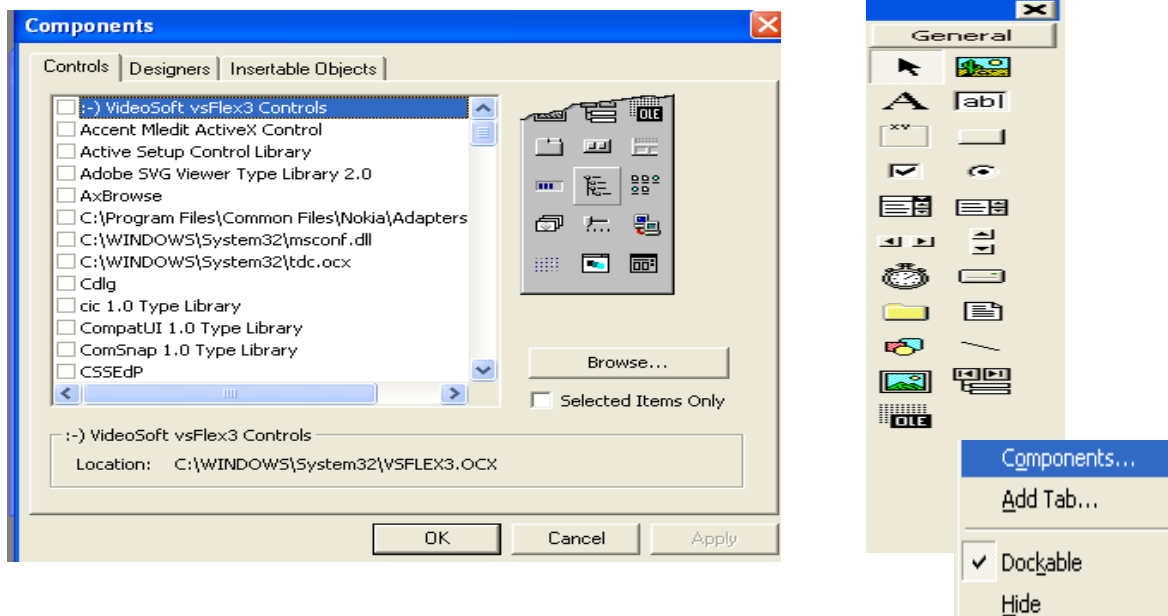 Components
Controls Designers Insertable Objects
:-) VideoSoft vsFlex3 Controls
Accent Mledit ActiveX Control
Active Setup Control Library
Adobe SVG Viewer Type Library 2.0
AxBrowse
C:\Program Files\Common Files\Nokia\Adapters
C:\WINDOWS\System32\msconf.dll
C:\WINDOWS\System32\tdc.ocx
Cdlg
cic 1.0 Type Library
CompatUI 1.0 Type Library
ComSnap 1.0 Type Library
CSSEdP
OLE
Browse...
Selected Items Only
:-) VideoSoft vsFlex3 Controls
Location: C:\WINDOWS\System32\VSFLEX3.OCX
OK Cancel Apply
General
A ab|
xv
OLE
Components...
Add Tab...
Dockable
Hide